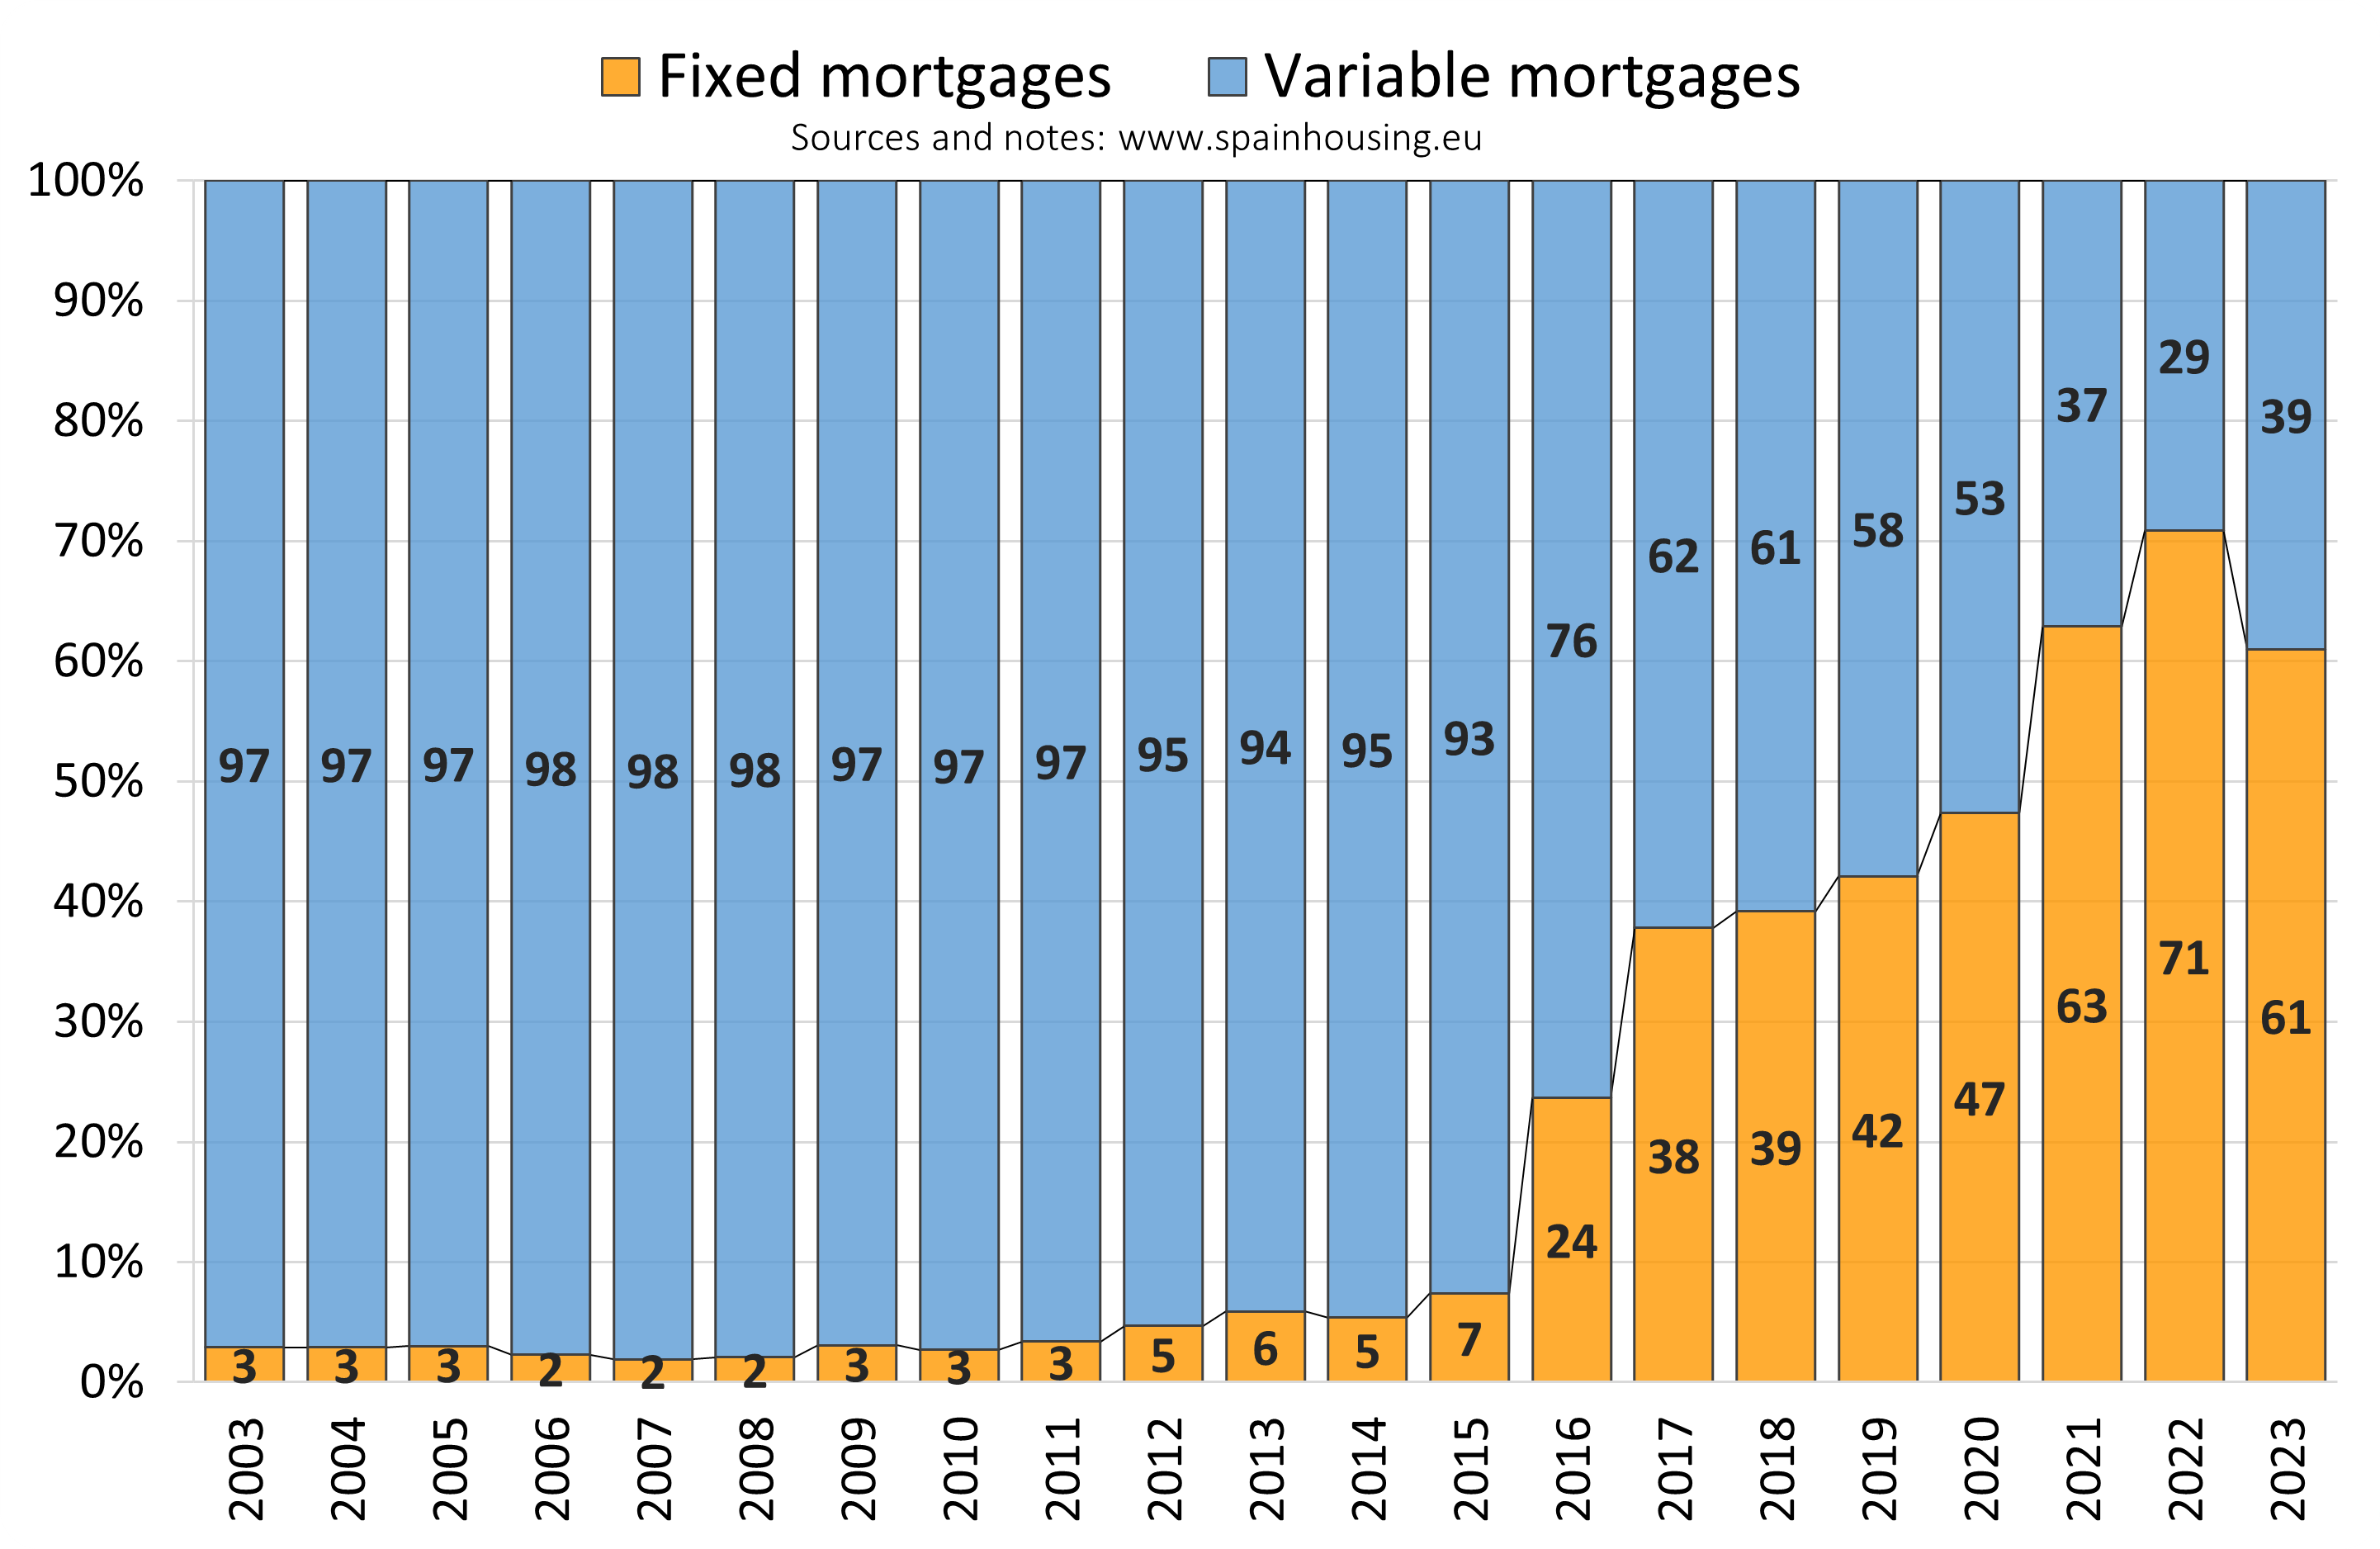 Fixed mortgages Variable mortgages
Sources and notes: www.spainhousing.eu
100%
90%
80%
70%
60%
50%
40%
30%
20%
10%
0%
97 97 97 98 98 98 97 97 97 95 94 95 93 76 62 61 58 53 37 29 39
3 3 3 2 2 2 3 3 3 5 6 5 7 24 38 39 42 47 63 71 61
2003 2004 2005 2006 2007 2008 2009 2010 2011 2012 2013 2014 2015 2016 2017 2018 2019 2020 2021 2022 2023